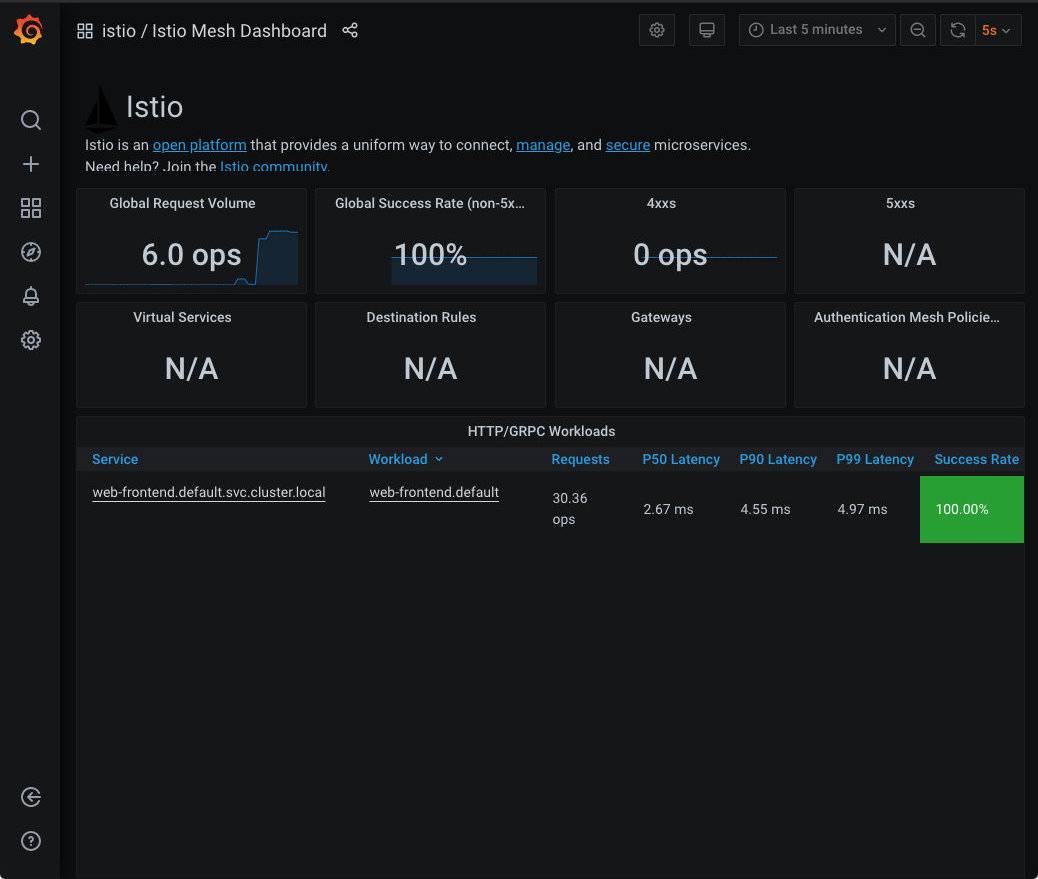 istio / Istio Mesh Dashboard
Last 5 minutes
5s
Istio
Istio is an open platform that provides a uniform way to connect, manage, and secure microservices.
Need help? Join the Istio community.
Global Request Volume
6.0 ops
Global Success Rate (non-5x...
100%
4xxs
0 ops
5xxs
N/A
Virtual Services
N/A
Destination Rules
N/A
Gateways
N/A
Authentication Mesh Policie...
N/A
HTTP/GRPC Workloads
Service Workload Requests P50 Latency P90 Latency P99 Latency Success Rate
web-frontend.default.svc.cluster.local web-frontend.default 30.36 ops 2.67 ms 4.55 ms 4.97 ms 100.00%